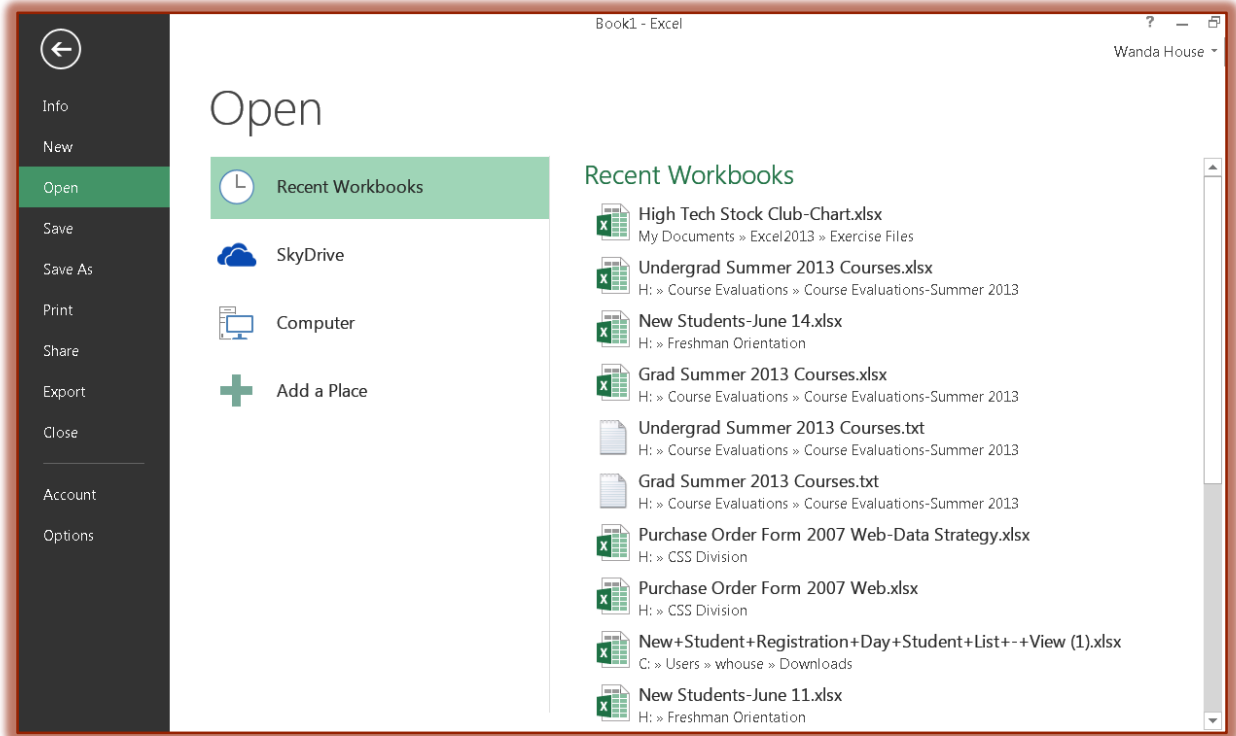 Book1 - Excel
?
Wanda House
Info
New
Open
Save
Save As
Print
Share
Export
Close
Account
Options
Open
Recent Workbooks
SkyDrive
Computer
Add a Place
Recent Workbooks
High Tech Stock Club-Chart.xlsx
My Documents » Excel2013 » Exercise Files
Undergrad Summer 2013 Courses.xlsx
H: » Course Evaluations » Course Evaluations-Summer 2013
New Students-June 14.xlsx
H: » Freshman Orientation
Grad Summer 2013 Courses.xlsx
H: » Course Evaluations » Course Evaluations-Summer 2013
Undergrad Summer 2013 Courses.txt
H: » Course Evaluations » Course Evaluations-Summer 2013
Grad Summer 2013 Courses.txt
H: » Course Evaluations » Course Evaluations-Summer 2013
Purchase Order Form 2007 Web-Data Strategy.xlsx
H: » CSS Division
Purchase Order Form 2007 Web.xlsx
H: » CSS Division
New+Student+Registration+Day+Student+List+-+View (1).xlsx
C: » Users » whouse » Downloads
New Students-June 11.xlsx
H: » Freshman Orientation